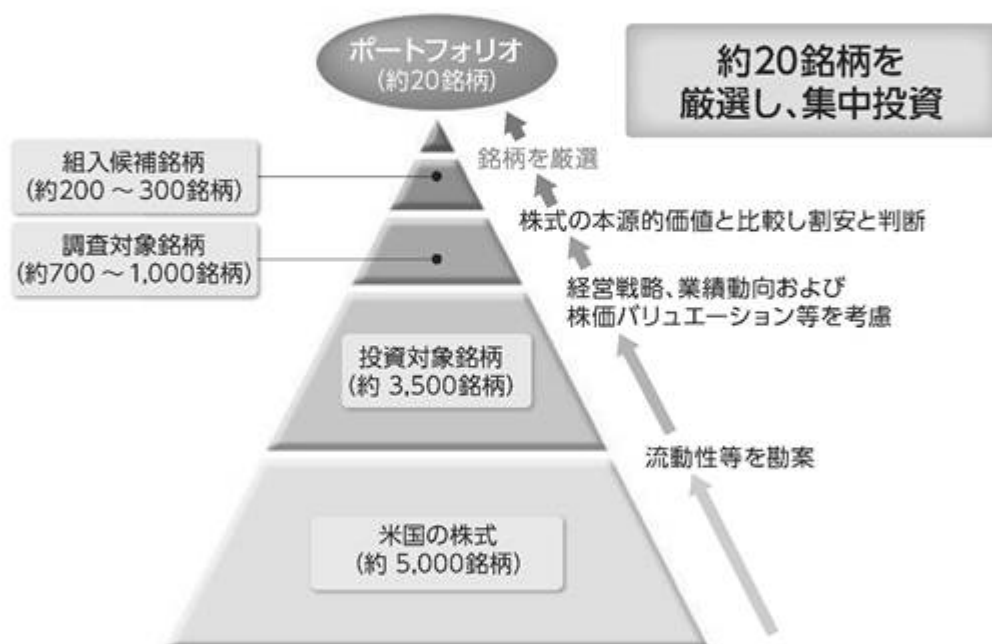 ポートフォリオ
(約20銘柄)
約20銘柄を
厳選し、集中投資
銘柄を厳選
組入候補銘柄
(約200 ～ 300銘柄)
株式の本源的価値と比較し割安と判断
調査対象銘柄
(約700 ～ 1,000銘柄)
経営戦略、業績動向および
株価バリュエーション等を考慮
投資対象銘柄
(約 3,500銘柄)
流動性等を勘案
米国の株式
(約 5,000銘柄)